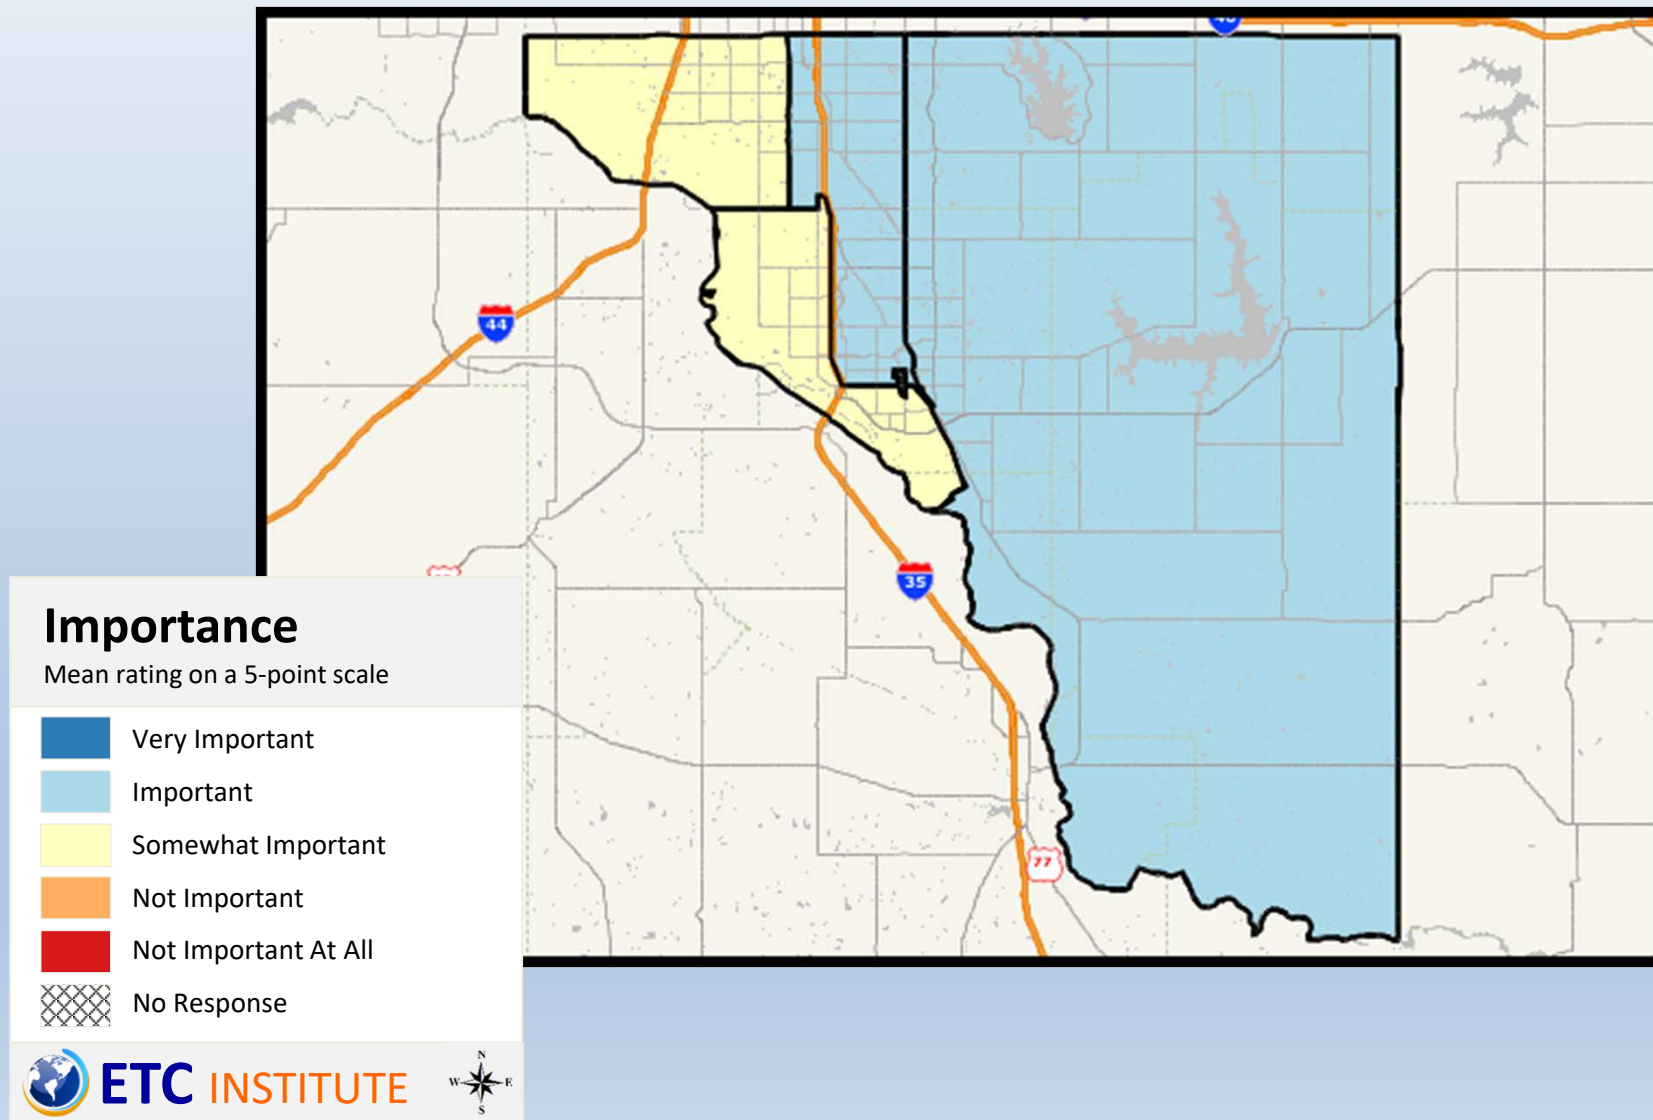 44
35
77
Importance
Mean rating on a 5-point scale
Very Important
Important
Somewhat Important
Not Important
Not Important At All
No Response
ETC INSTITUTE
N
W E
S